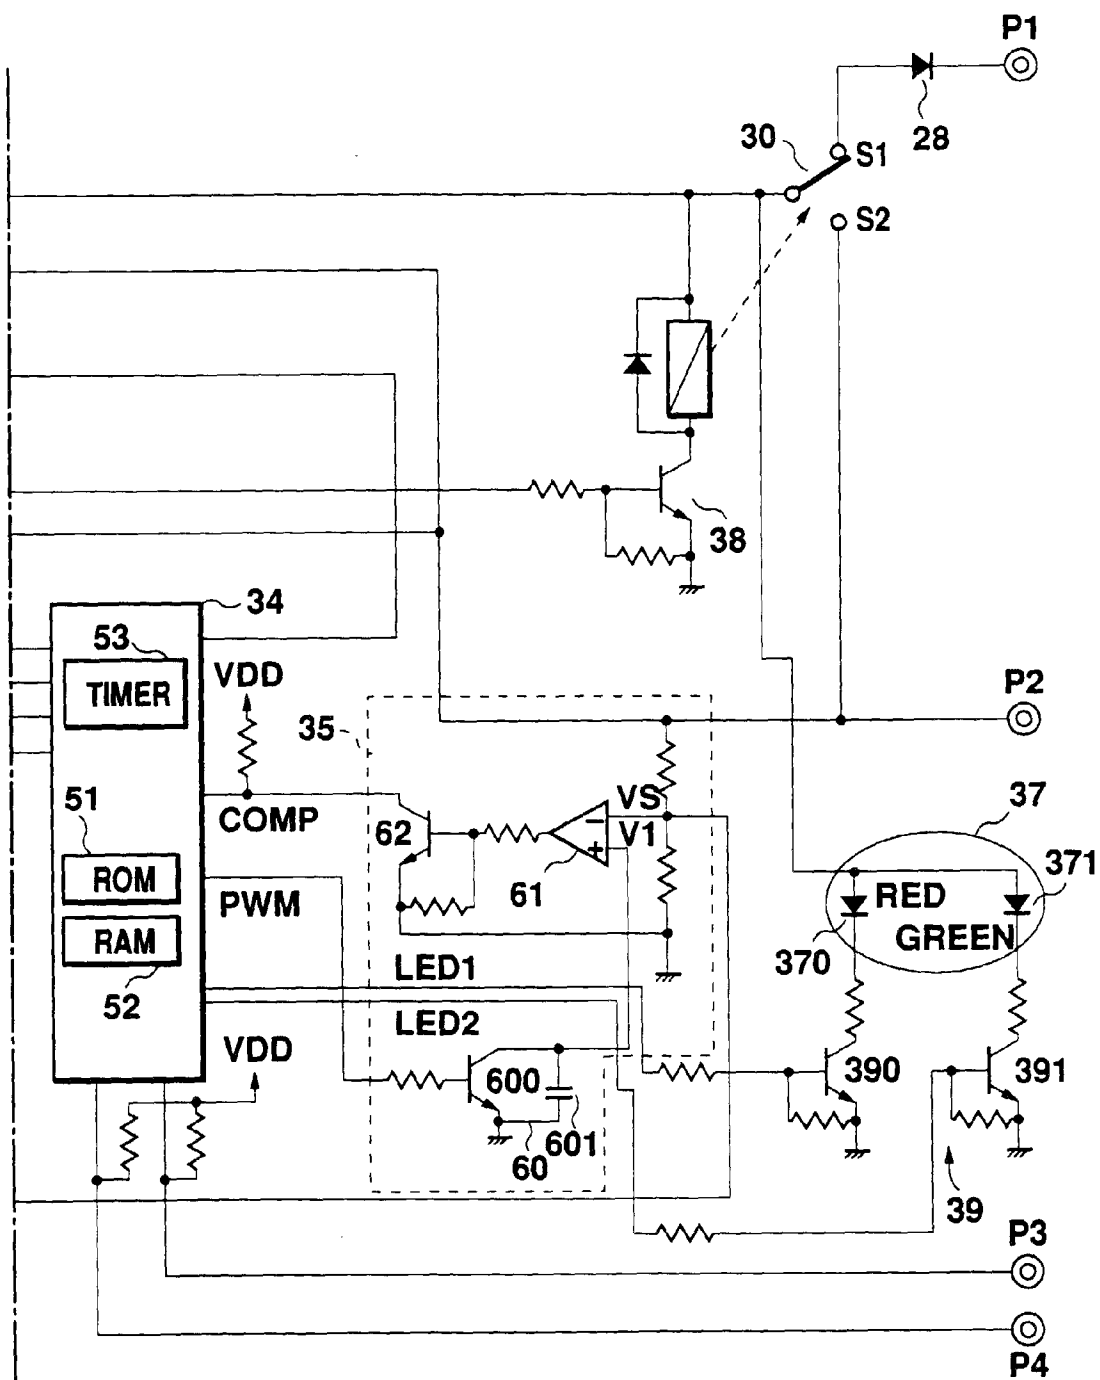 P1
28
30
S1
S2
38
34
53
TIMER
VDD
P2
35
51
COMP
62
VS
V1
61
37
371
ROM
PWM
RED
GREEN
370
RAM
52
LED1
LED2
VDD
600
601
60
390
391
39
P3
P4